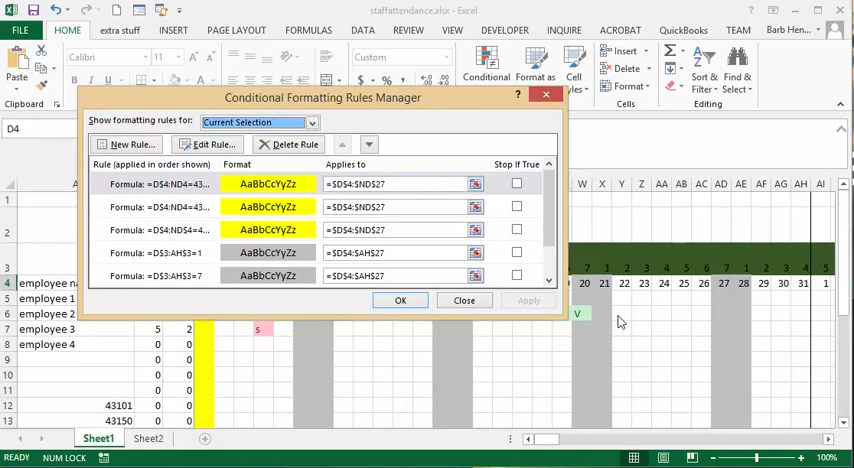 staffattendance.xlsx - Excel
FILE HOME extra stuff INSERT PAGE LAYOUT FORMULAS DATA REVIEW VIEW DEVELOPER INQUIRE ACROBAT QuickBooks TEAM Barb Hen...
Paste
Clipboard
Calibri
Custom
Conditional Format as Cell
Styles
Insert
Delete
Format
Cells
Sort & Find &
Filter Select
Editing
D4
Conditional Formatting Rules Manager
Show formatting rules for: Current Selection
New Rule... Edit Rule... Delete Rule
Rule (applied in order shown) Format Applies to Stop If True
Formula: =D$4:ND4=43... AaBbCcYyZz =$D$4:$ND$27
Formula: =D$4:ND4=43... AaBbCcYyZz =$D$4:$ND$27
Formula: =D$4:ND$4=4... AaBbCcYyZz =$D$4:$ND$27
Formula: =D$3:AH$3=1 AaBbCcYyZz =$D$4:$AH$27
Formula: =D$3:AH$3=7 AaBbCcYyZz =$D$4:$AH$27
OK Close Apply
A W X Y Z AA AB AC AD AE AF AG AH AI
1
2
3 7 1 2 3 4 5 6 7 1 2 3 4 5
4 employee na 20 21 22 23 24 25 26 27 28 29 30 31 1
5 employee 1
6 employee 2 V
7 employee 3 5 2 s
8 employee 4 0 0
9 0 0
10 0 0
11 0 0
12 43101 0 0
13 43150 0 0
Sheet1 Sheet2
READY NUM LOCK 100%